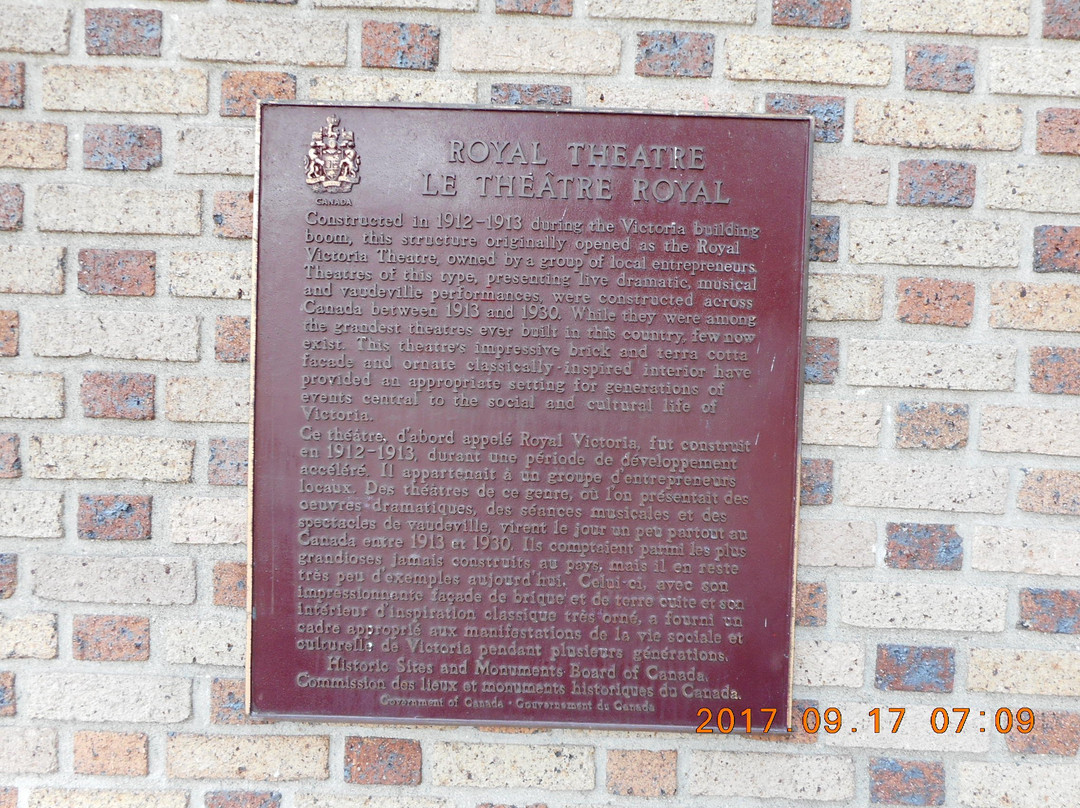 CANADA
ROYAL THEATRE
LE THÉÂTRE ROYAL
Constructed in 1912-1913 during the Victoria building
boom, this structure originally opened as the Royal
Victoria Theatre, owned by a group of local entrepreneurs.
Theatres of this type, presenting live dramatic, musical
and vaudeville performances, were constructed across
Canada between 1913 and 1930. While they were among
the grandest theatres ever built in this country, few now
exist. This theatre's impressive brick and terra cotta
facade and ornate classically-inspired interior have
provided an appropriate setting for generations of
events central to the social and cultural life of
Victoria.
Ce théâtre, d'abord appelé Royal Victoria, fut construit
en 1912-1913, durant une période de développement
accéléré. Il appartenait à un groupe d'entrepreneurs
locaux. Des théâtres de ce genre, où l'on présentait des
oeuvres dramatiques, des séances musicales et des
spectacles de vaudeville, virent le jour un peu partout au
Canada entre 1913 et 1930. Ils comptaient parmi les plus
grandioses jamais construits au pays, mais il en reste
très peu d'exemples aujourd'hui. Celui-ci, avec son
impressionnante façade de brique et de terre cuite et son
intérieur d'inspiration classique très orné, a fourni un
cadre approprié aux manifestations de la vie sociale et
culturelle de Victoria pendant plusieurs générations.
Historic Sites and Monuments Board of Canada.
Commission des lieux et monuments historiques du Canada.
Government of Canada - Gouvernement du Canada
2017.09.17 07:09